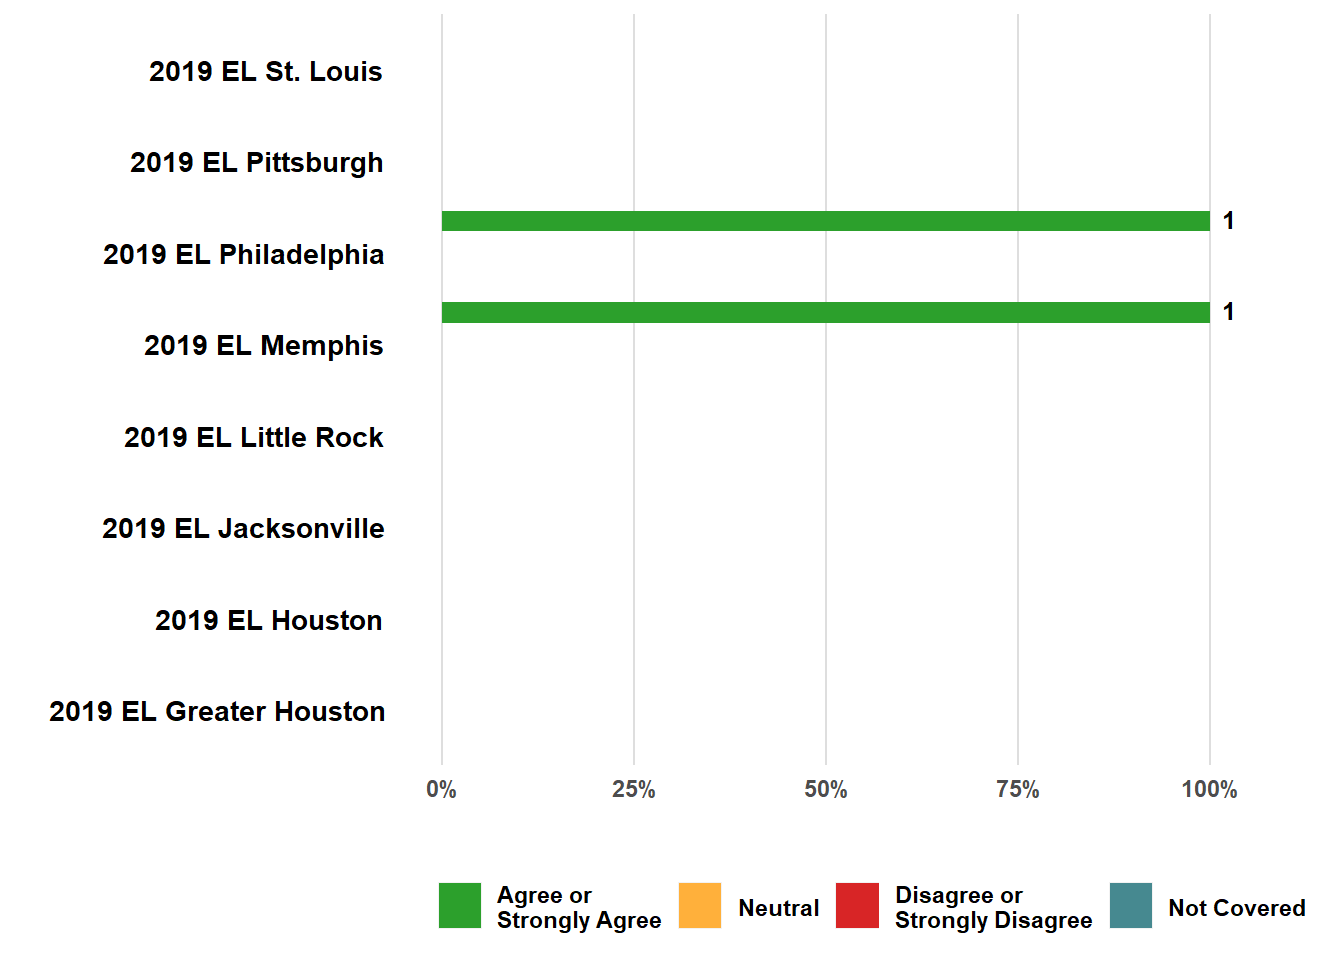 2019 EL St. Louis
2019 EL Pittsburgh
1
2019 EL Philadelphia
1
2019 EL Memphis
2019 EL Little Rock
2019 EL Jacksonville
2019 EL Houston
2019 EL Greater Houston
0% 25% 50% 75% 100%
Agree or
Strongly Agree
Neutral
Disagree or
Strongly Disagree
Not Covered